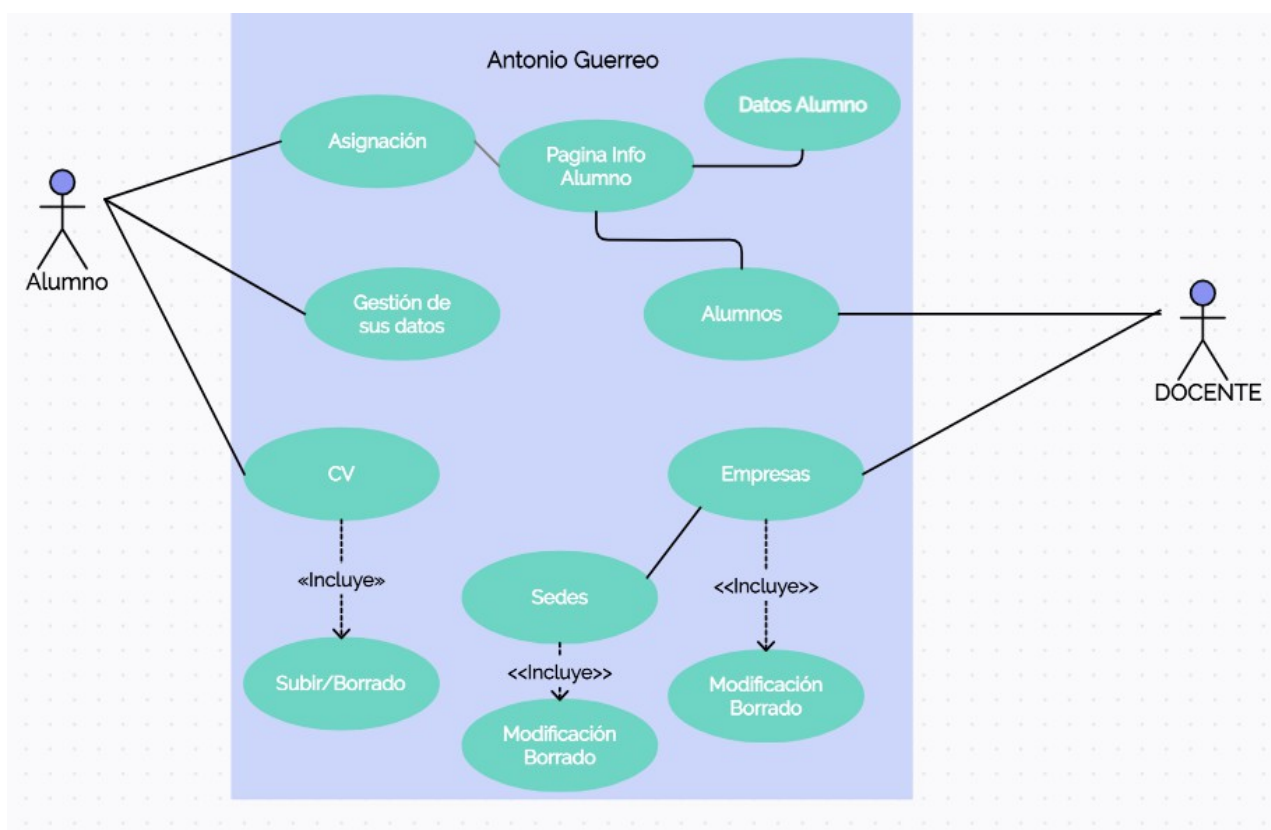 Antonio Guerreo
Datos Alumno
Asignación
Pagina Info
Alumno
Alumno
Gestión de
sus datos
Alumnos
DOCENTE
CV
Empresas
«Incluye»
Sedes
<<Incluye>>
Subir/Borrado
<<Incluye>>
Modificación
Borrado
Modificación
Borrado